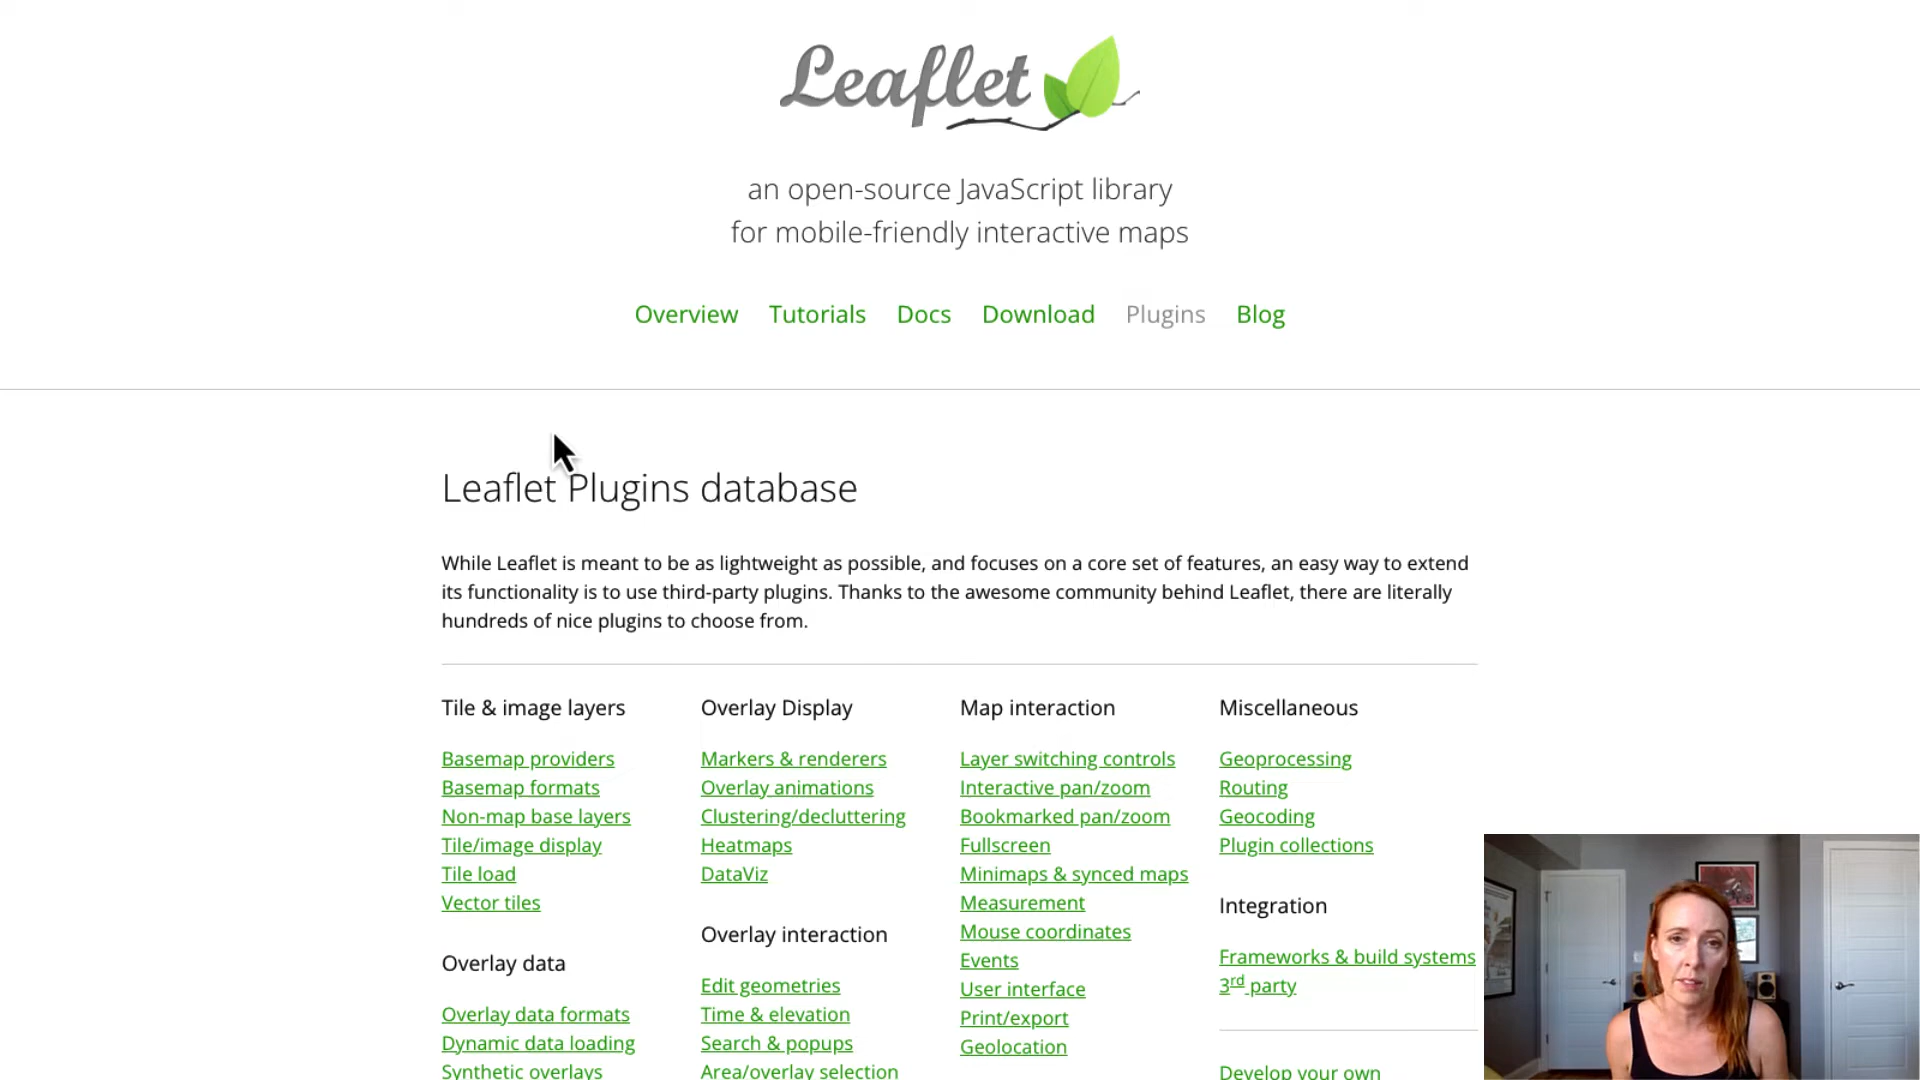 Leaflet
an open-source JavaScript library
for mobile-friendly interactive maps
Overview Tutorials Docs Download Plugins Blog
Leaflet Plugins database
While Leaflet is meant to be as lightweight as possible, and focuses on a core set of features, an easy way to extend
its functionality is to use third-party plugins. Thanks to the awesome community behind Leaflet, there are literally
hundreds of nice plugins to choose from.
Tile & image layers
Basemap providers
Basemap formats
Non-map base layers
Tile/image display
Tile load
Vector tiles
Overlay data
Overlay data formats
Dynamic data loading
Synthetic overlays
Overlay Display
Markers & renderers
Overlay animations
Clustering/decluttering
Heatmaps
DataViz
Overlay interaction
Edit geometries
Time & elevation
Search & popups
Area/overlay selection
Map interaction
Layer switching controls
Interactive pan/zoom
Bookmarked pan/zoom
Fullscreen
Minimaps & synced maps
Measurement
Mouse coordinates
Events
User interface
Print/export
Geolocation
Miscellaneous
Geoprocessing
Routing
Geocoding
Plugin collections
Integration
Frameworks & build systems
3rd party
Develop your own